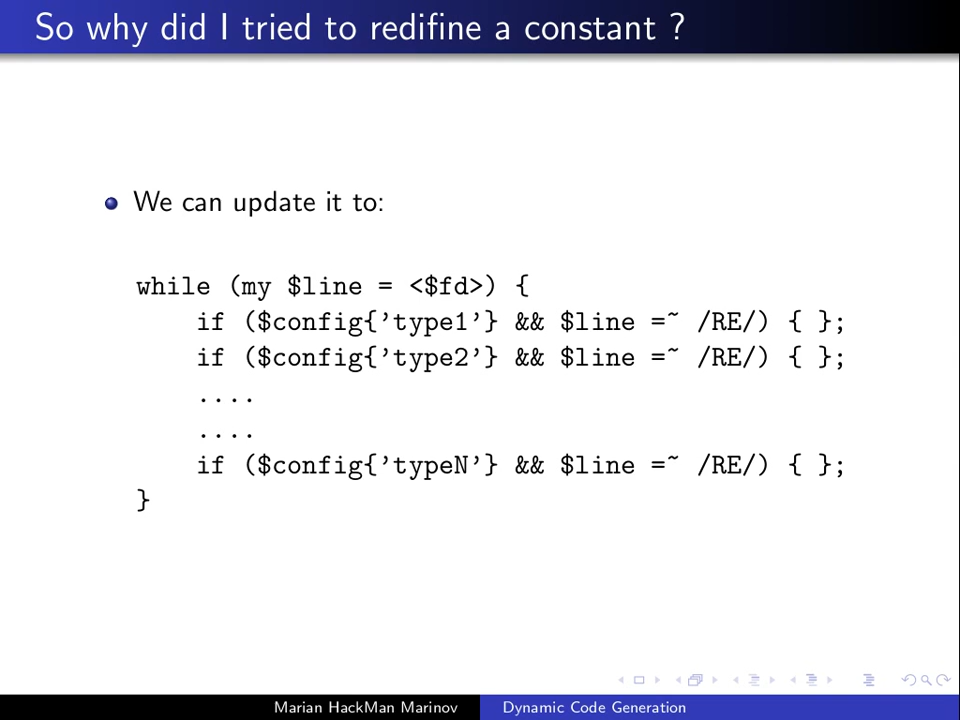 So why did I tried to redifine a constant ?
We can update it to:
while (my $line = <$fd>) {
if ($config{’type1’} && $line =~ /RE/) { };
if ($config{’type2’} && $line =~ /RE/) { };
....
....
if ($config{’typeN’} && $line =~ /RE/) { };
}
Marian HackMan Marinov
Dynamic Code Generation